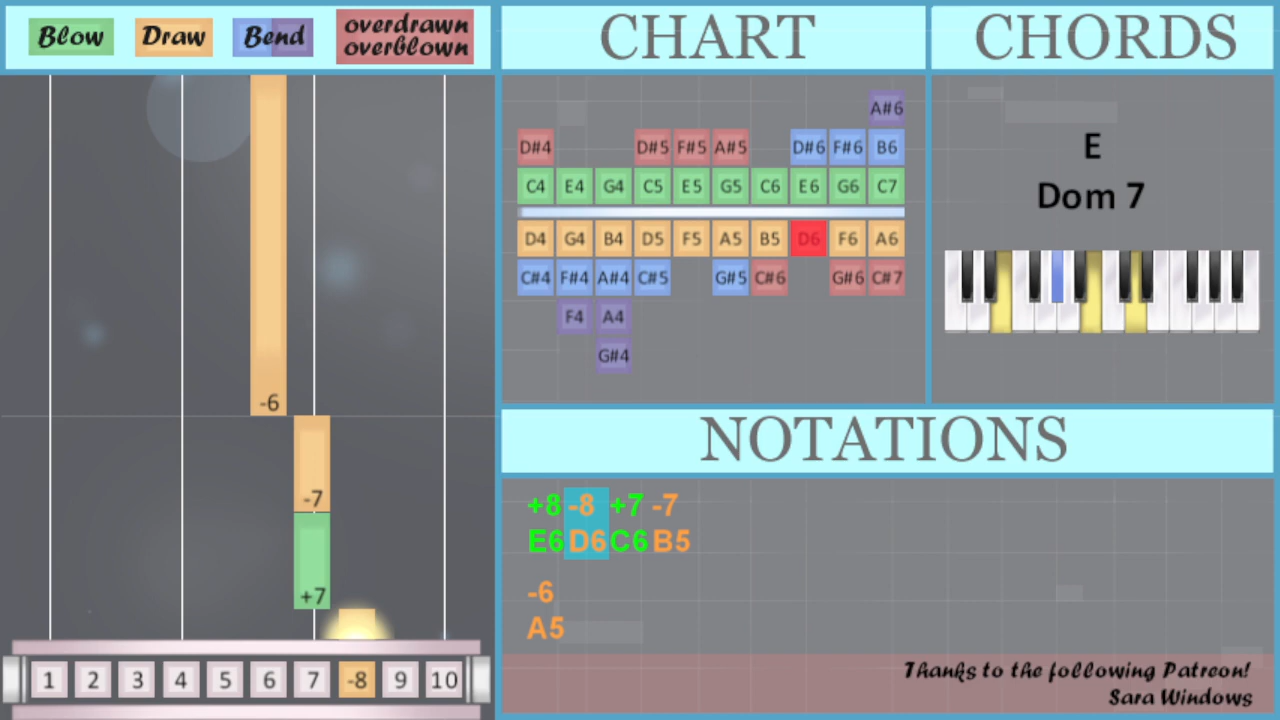 Blow Draw Bend overdrawn
overblown
CHART
CHORDS
A#6
D#4 D#5 F#5 A#5 D#6 F#6 B6
C4 E4 G4 C5 E5 G5 C6 E6 G6 C7
D4 G4 B4 D5 F5 A5 B5 D6 F6 A6
C#4 F#4 A#4 C#5 G#5 C#6 G#6 C#7
F4 A4
G#4
E
Dom 7
-6
-7
+7
1 2 3 4 5 6 7 -8 9 10
NOTATIONS
+8 -8 +7 -7
E6 D6 C6 B5
-6
A5
Thanks to the following Patreon!
Sara Windows